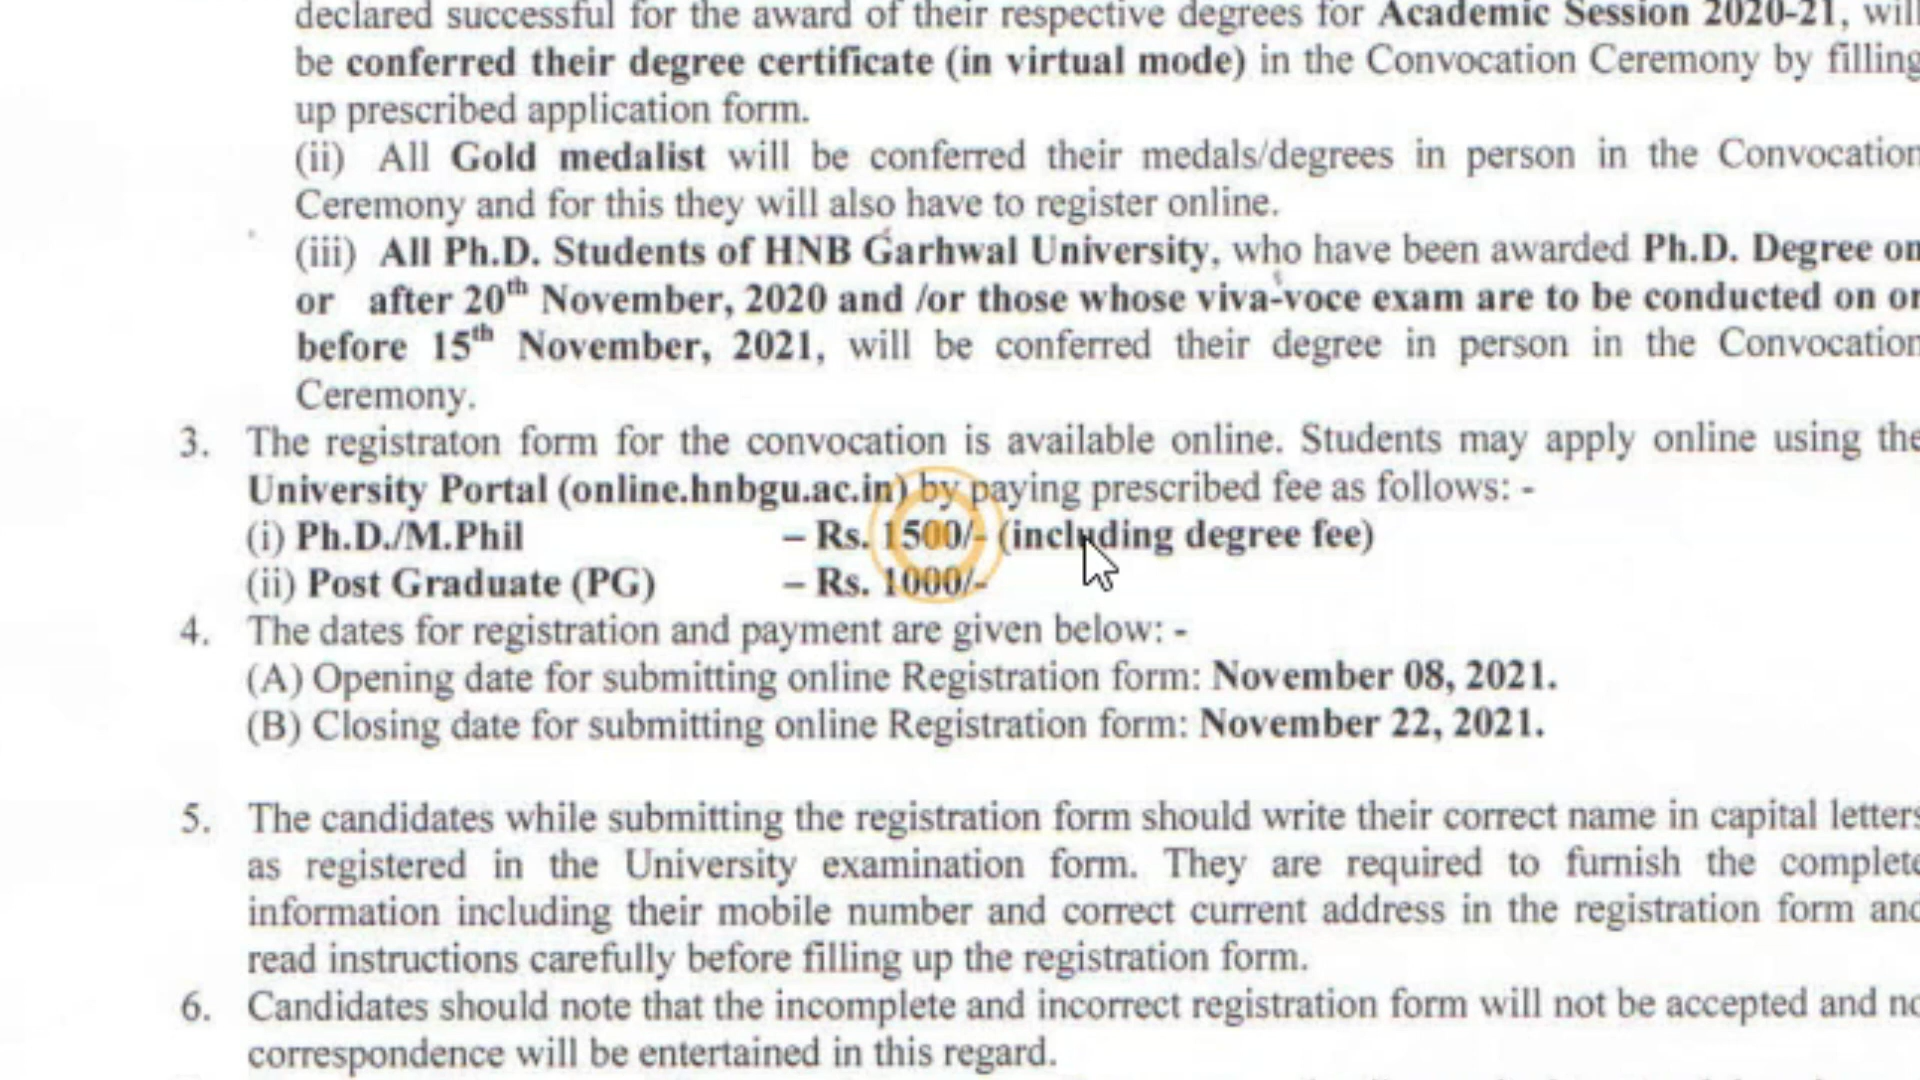 declared successful for the award of their respective degrees for Academic Session 2020-21, will
be conferred their degree certificate (in virtual mode) in the Convocation Ceremony by filling
up prescribed application form.
(ii) All Gold medalist will be conferred their medals/degrees in person in the Convocation
Ceremony and for this they will also have to register online.
(iii) All Ph.D. Students of HNB Garhwal University, who have been awarded Ph.D. Degree on
or after 20th November, 2020 and /or those whose viva-voce exam are to be conducted on or
before 15th November, 2021, will be conferred their degree in person in the Convocation
Ceremony.
3. The registraton form for the convocation is available online. Students may apply online using the
University Portal (online.hnbgu.ac.in) by paying prescribed fee as follows: -
(i) Ph.D./M.Phil – Rs. 1500/- (including degree fee)
(ii) Post Graduate (PG) – Rs. 1000/-
4. The dates for registration and payment are given below: -
(A) Opening date for submitting online Registration form: November 08, 2021.
(B) Closing date for submitting online Registration form: November 22, 2021.
5. The candidates while submitting the registration form should write their correct name in capital letters
as registered in the University examination form. They are required to furnish the complete
information including their mobile number and correct current address in the registration form and
read instructions carefully before filling up the registration form.
6. Candidates should note that the incomplete and incorrect registration form will not be accepted and no
correspondence will be entertained in this regard.